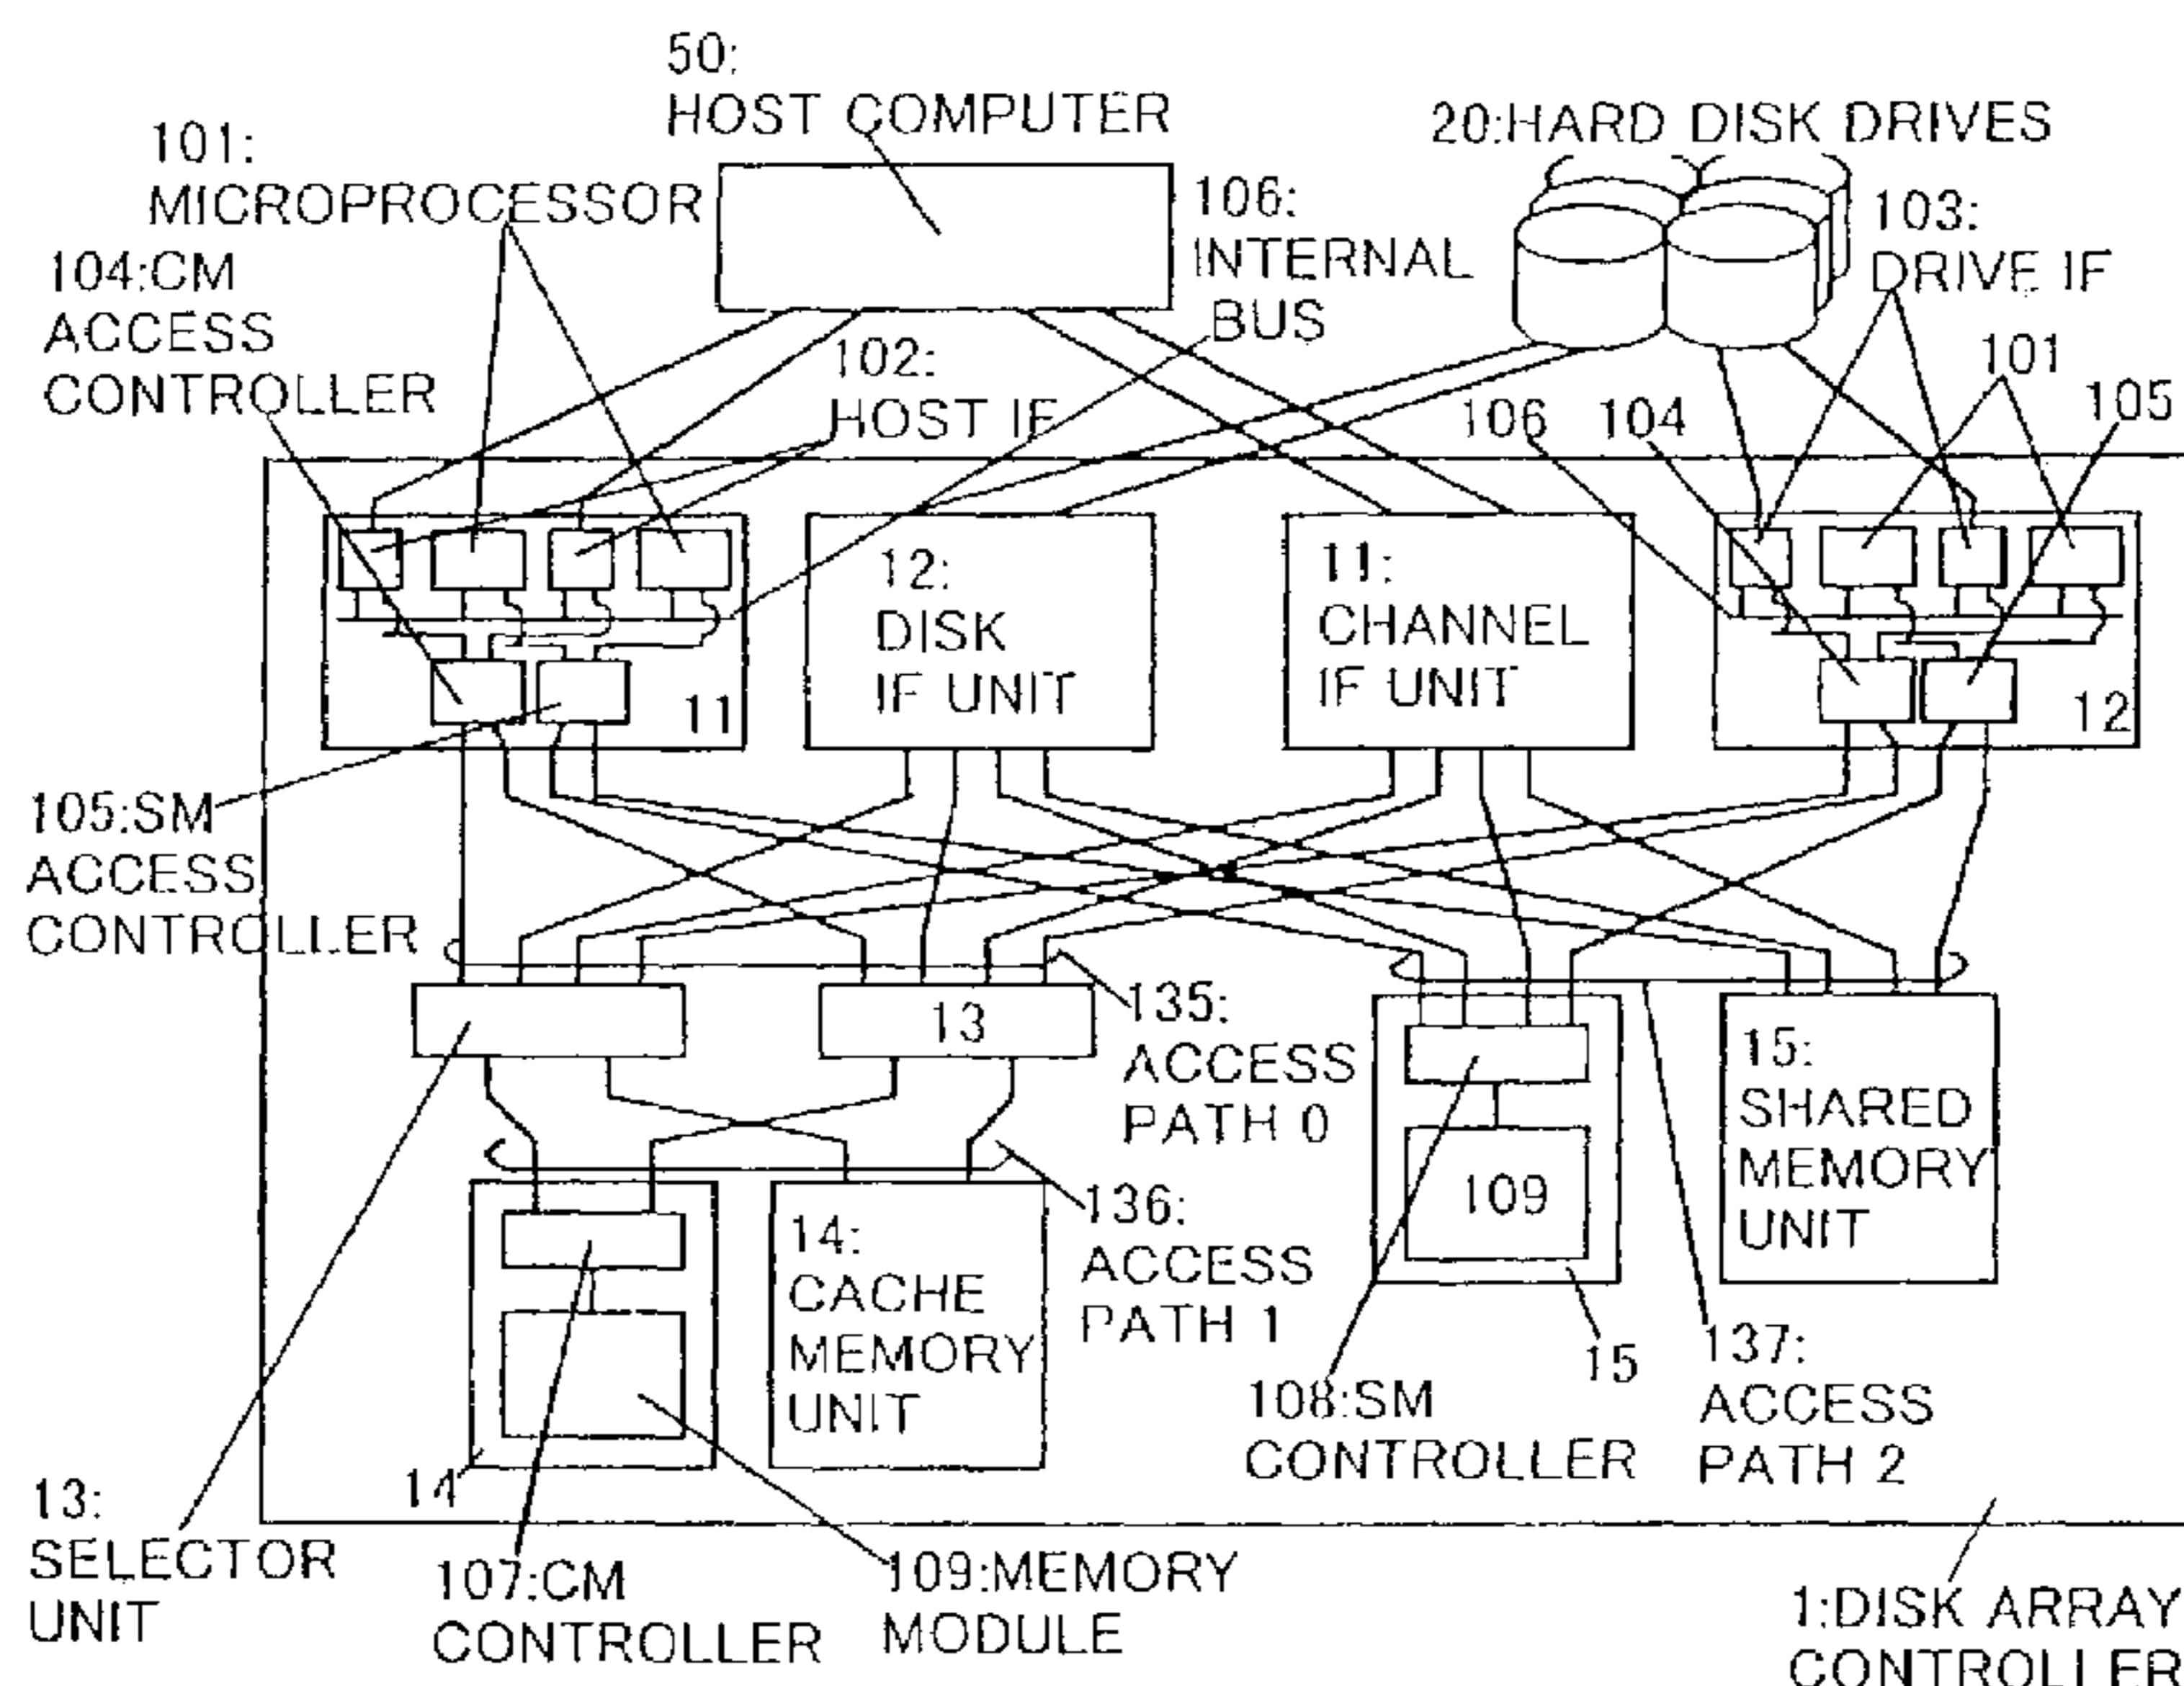 50:
HOST COMPUTER
20:HARD DISK DRIVES
101:
MICROPROCESSOR
106:
INTERNAL
BUS
103:
DRIVE IF
104:CM
ACCESS
CONTROLLER
102:
HOST IF
101
106
104
105
12:
DISK
IF UNIT
11:
CHANNEL
IF UNIT
11
12
105:SM
ACCESS
CONTROLLER
13
135:
ACCESS
PATH 0
15:
SHARED
MEMORY
UNIT
109
136:
ACCESS
PATH 1
14:
CACHE
MEMORY
UNIT
15
137:
ACCESS
PATH 2
108:SM
CONTROLLER
14
13:
SELECTOR
UNIT
107:CM
CONTROLLER
109:MEMORY
MODULE
1:DISK ARRAY
CONTROLLER